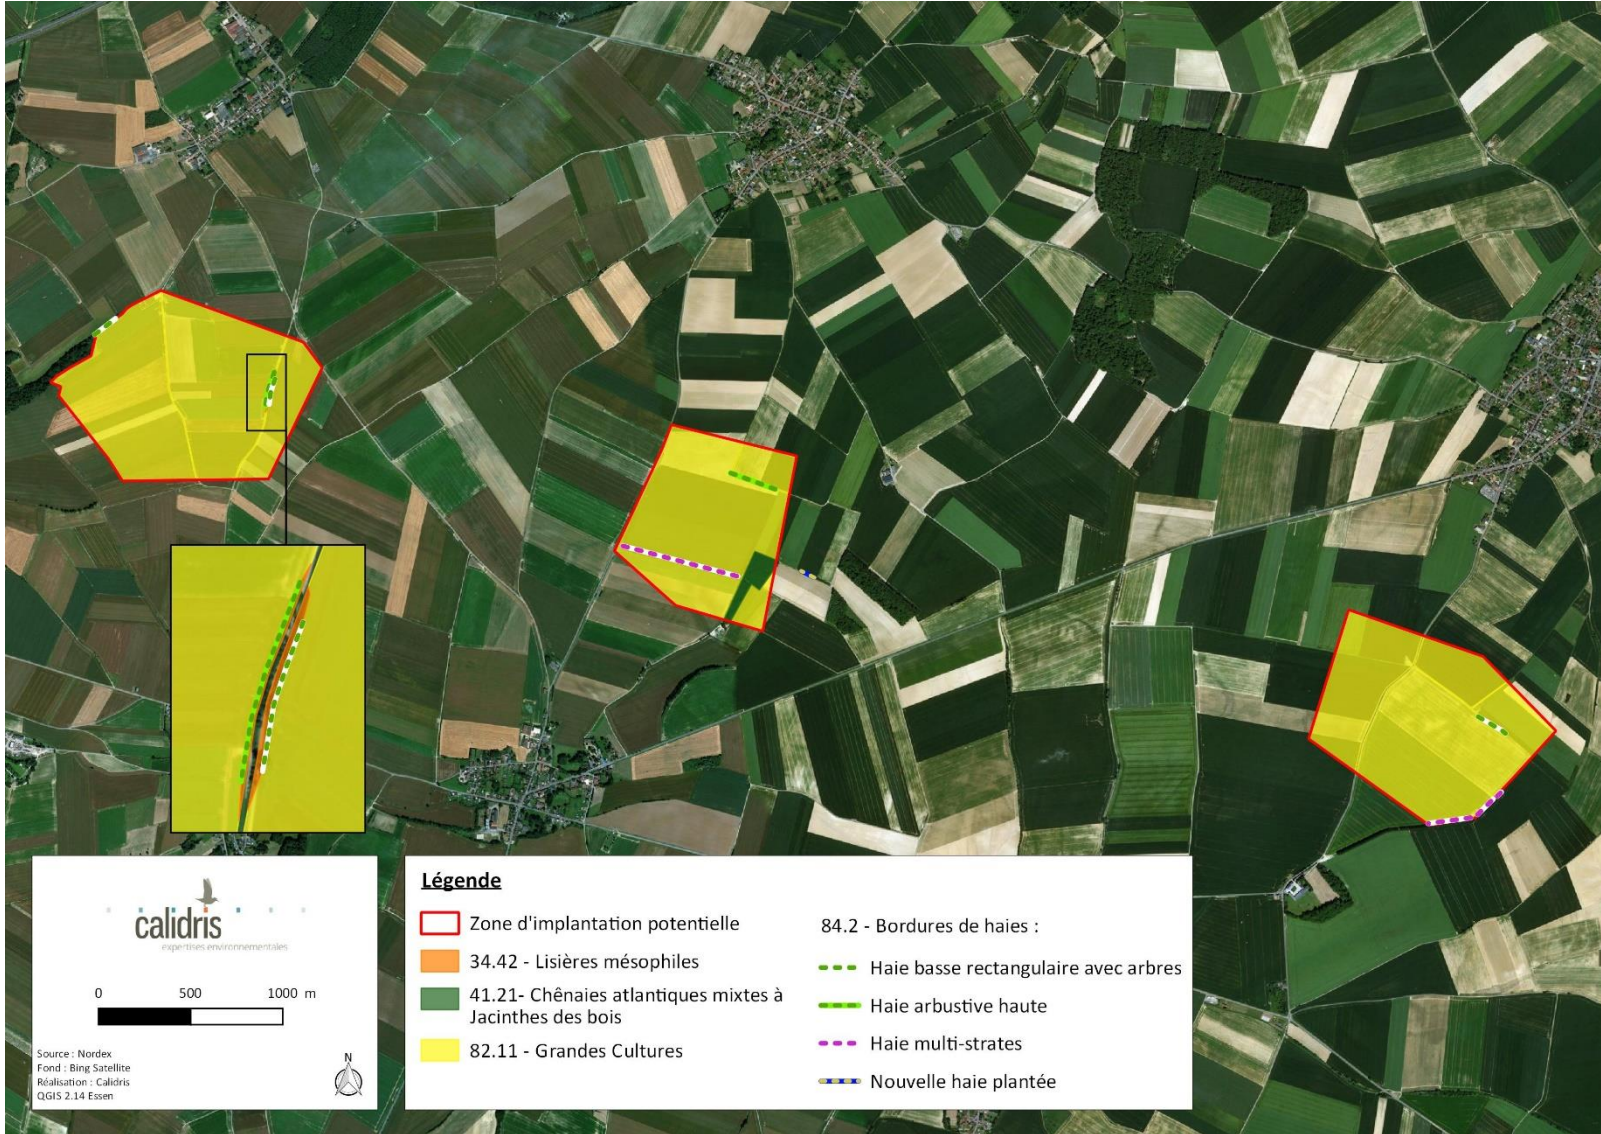 calidris
expertises environnementales
0 500 1000 m
Source : Nordex
Fond : Bing Satellite
Réalisation : Calidris
QGIS 2.14 Essen
N
Légende
Zone d'implantation potentielle
34.42 - Lisières mésophiles
41.21- Chênaies atlantiques mixtes à
Jacinthes des bois
82.11 - Grandes Cultures
84.2 - Bordures de haies :
Haie basse rectangulaire avec arbres
Haie arbustive haute
Haie multi-strates
Nouvelle haie plantée